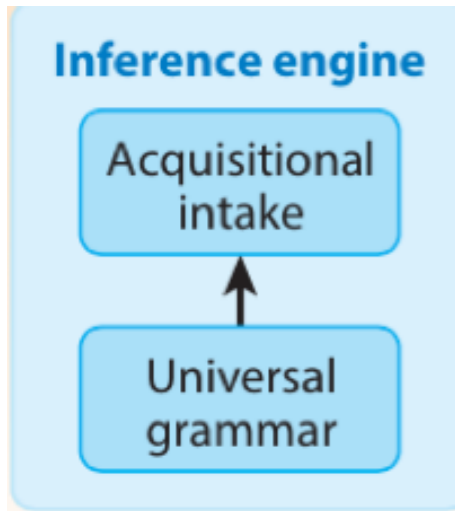 Inference engine
Acquisitional
intake
Universal
grammar